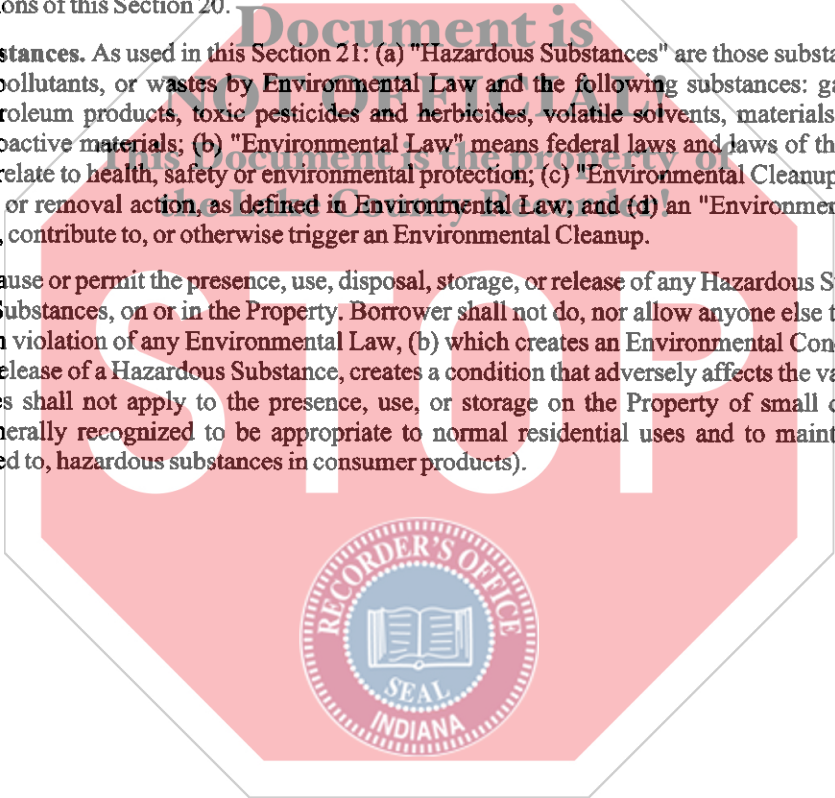 ons of this Section 20.
Document is
stances. As used in this Section 21: (a) "Hazardous Substances" are those substa
pollutants, or wastes by Environmental Law and the following substances: ga
NOT OFFICIAL!
roleum products, toxic pesticides and herbicides, volatile solvents, materials
oactive materials; (b) "Environmental Law" means federal laws and laws of th
This Document is the property of
relate to health, safety or environmental protection; (c) "Environmental Cleanup
or removal action, as defined in Environmental Law; and (d) an "Environmen
the Lake County Recorder!
, contribute to, or otherwise trigger an Environmental Cleanup.
ause or permit the presence, use, disposal, storage, or release of any Hazardous S
Substances, on or in the Property. Borrower shall not do, nor allow anyone else t
n violation of any Environmental Law, (b) which creates an Environmental Con
elease of a Hazardous Substance, creates a condition that adversely affects the va
es shall not apply to the presence, use, or storage on the Property of small
nerally recognized to be appropriate to normal residential uses and to maint
ed to, hazardous substances in consumer products).
STOP
RECORDER'S OFFICE
SEAL
INDIANA